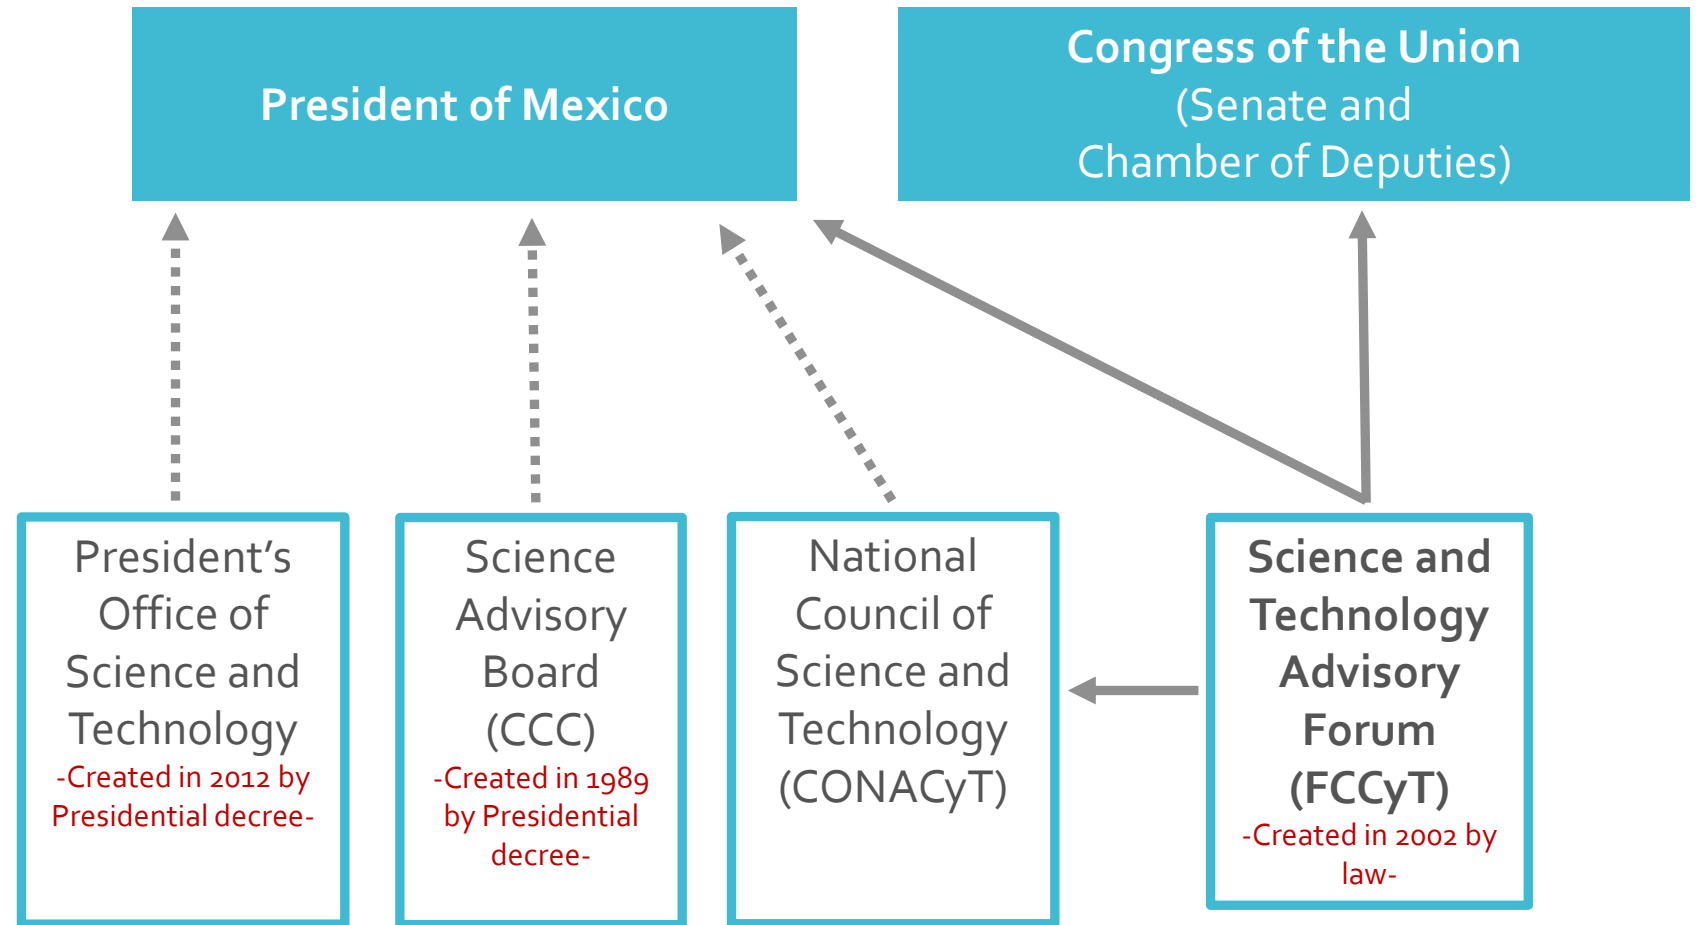 President of Mexico
Congress of the Union
(Senate and
Chamber of Deputies)
President’s
Office of
Science and
Technology
-Created in 2012 by
Presidential decree-
Science
Advisory
Board
(CCC)
-Created in 1989
by Presidential
decree-
National
Council of
Science and
Technology
(CONACyT)
Science and
Technology
Advisory
Forum
(FCCyT)
-Created in 2002 by
law-